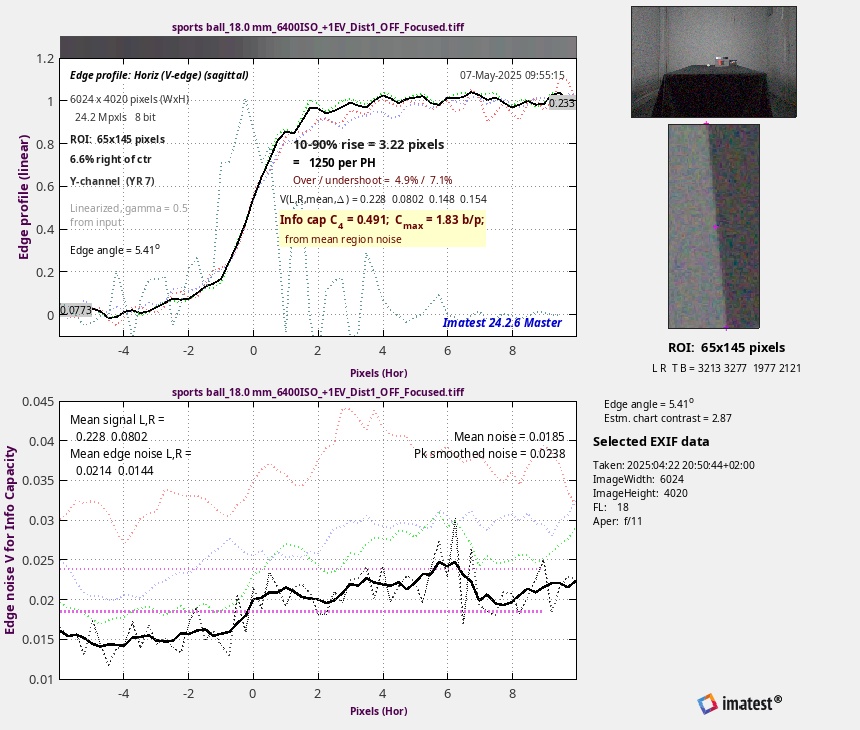 sports ball_18.0 mm_6400ISO_+1EV_Dist1_OFF_Focused.tiff
Edge profile (linear)
1.2
1
0.8
0.6
0.4
0.2
0
Edge profile: Horiz (V-edge) (sagittal)
07-May-2025 09:55:15
6024 x 4020 pixels (WxH)
24.2 Mpxls 8 bit
ROI: 65x145 pixels
6.6% right of ctr
Y-channel (YR 7)
Linearized, gamma = 0.5
from input
Edge angle = 5.41o
0.233
0.0773
10-90% rise = 3.22 pixels
= 1250 per PH
Over / undershoot = 4.9% / 7.1%
V(L,R,mean,Δ) = 0.228 0.0802 0.148 0.154
Info cap C4 = 0.491; Cmax = 1.83 b/p;
from mean region noise
Imatest 24.2.6 Master
-4 -2 0 2 4 6 8
Pixels (Hor)
ROI: 65x145 pixels
L R T B = 3213 3277 1977 2121
sports ball_18.0 mm_6400ISO_+1EV_Dist1_OFF_Focused.tiff
Edge noise V for Info Capacity
0.045
0.04
0.035
0.03
0.025
0.02
0.015
0.01
Mean signal L,R =
0.228 0.0802
Mean edge noise L,R =
0.0214 0.0144
Mean noise = 0.0185
Pk smoothed noise = 0.0238
-4 -2 0 2 4 6 8
Pixels (Hor)
Edge angle = 5.41o
Estm. chart contrast = 2.87
Selected EXIF data
Taken: 2025:04:22 20:50:44+02:00
ImageWidth: 6024
ImageHeight: 4020
FL: 18
Aper: f/11
imatest®